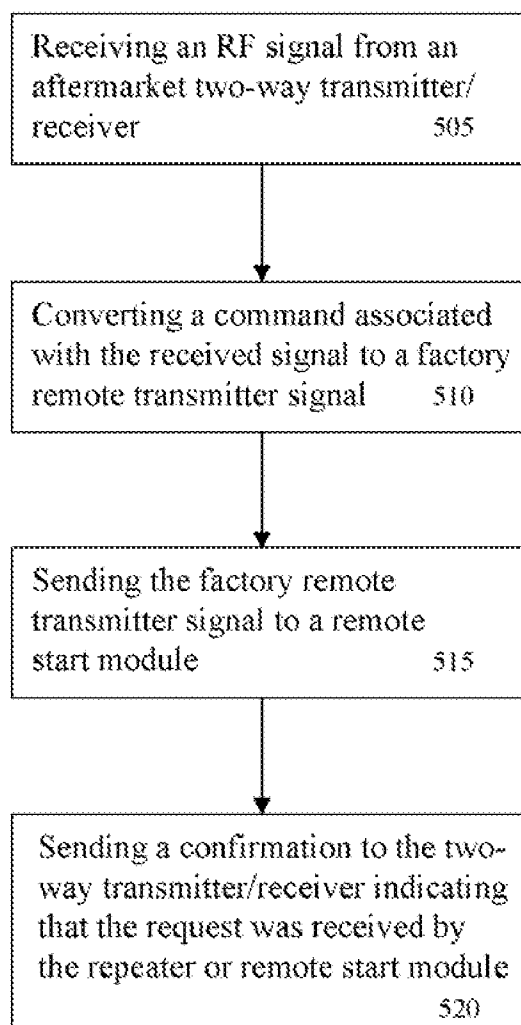 Receiving an RF signal from an
aftermarket two-way transmitter/
receiver 505
Converting a command associated
with the received signal to a factory
remote transmitter signal 510
Sending the factory remote
transmitter signal to a remote
start module 515
Sending a confirmation to the two-
way transmitter/receiver indicating
that the request was received by
the repeater or remote start module
520